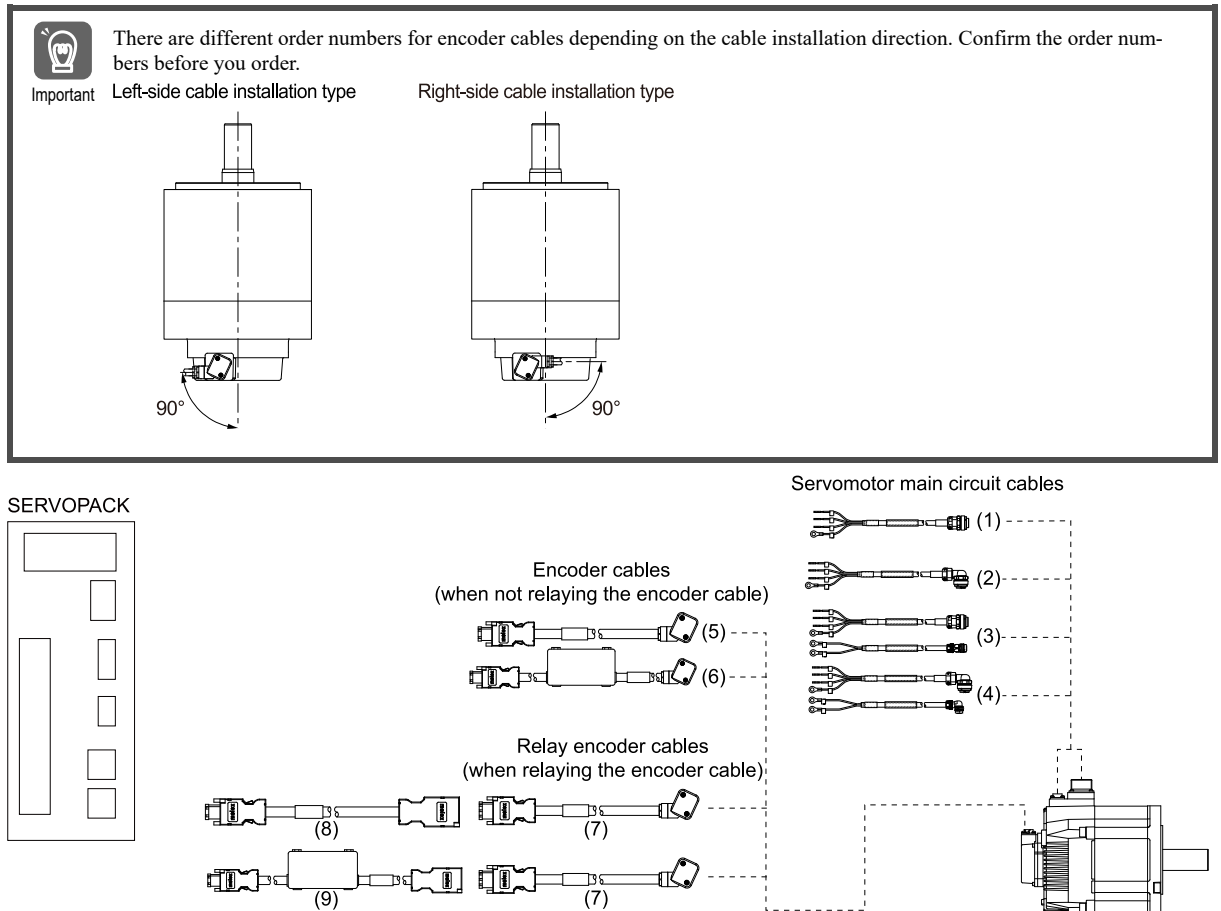 There are different order numbers for encoder cables depending on the cable installation direction. Confirm the order num-
bers before you order.
Important
Left-side cable installation type
Right-side cable installation type
90°
90°
Servomotor main circuit cables
SERVOPACK
(1)
(2)
Encoder cables
(when not relaying the encoder cable)
(3)
(5)
(6)
(4)
Relay encoder cables
(when relaying the encoder cable)
(8)
(7)
(9)
(7)